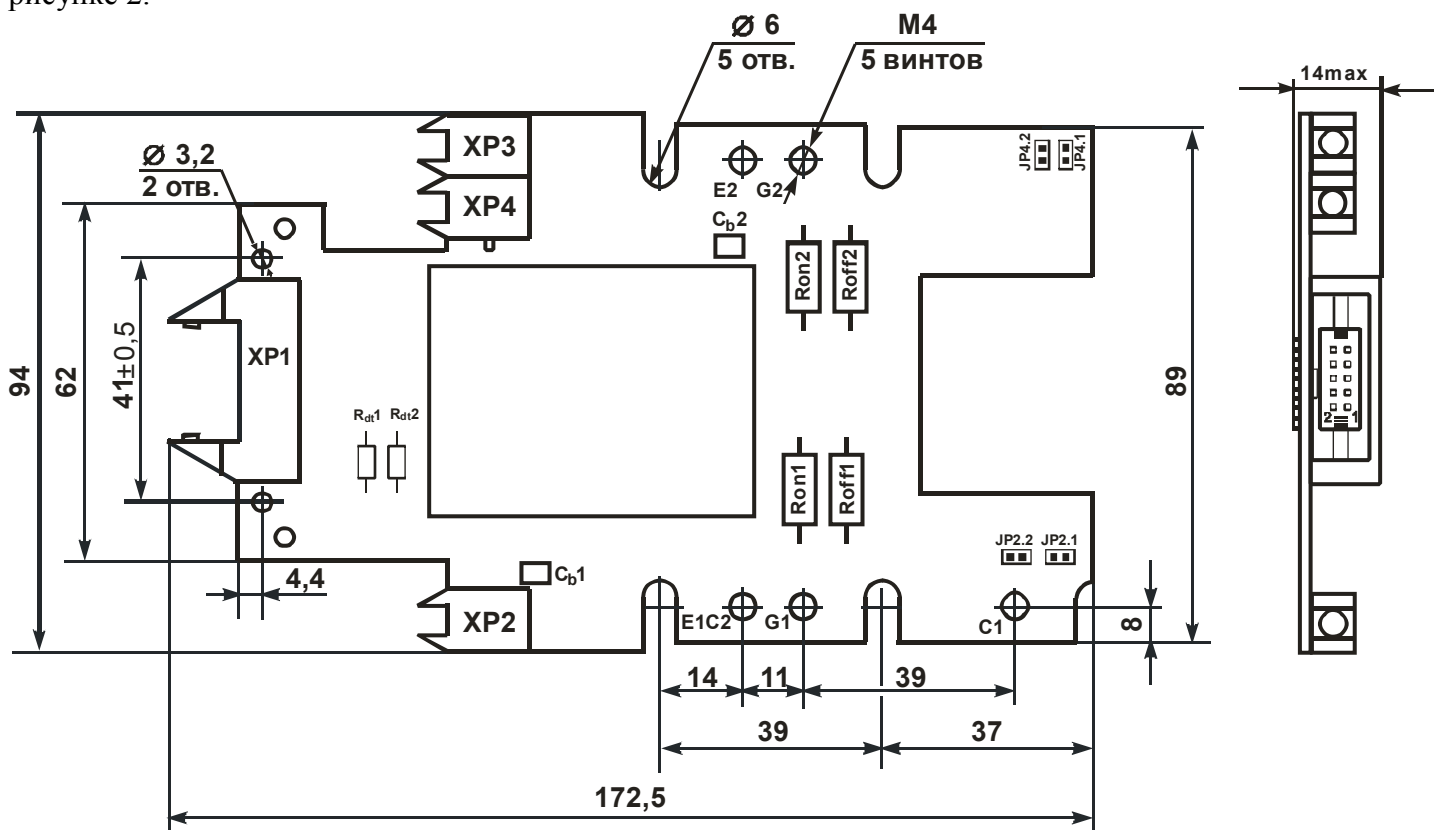 рисунке 2.
Ø 6
5 отв.
M4
5 винтов
14max
Ø 3,2
2 отв.
XP3
XP4
JP4.2
JP4.1
E2
G2
Cb2
Ron2
Roff2
94
62
41±0,5
XP1
89
Rdt1
Rdt2
Ron1
Roff1
2 1
JP2.2
JP2.1
4,4
Cb1
XP2
E1C2
G1
C1
8
14
11
39
39
37
172,5